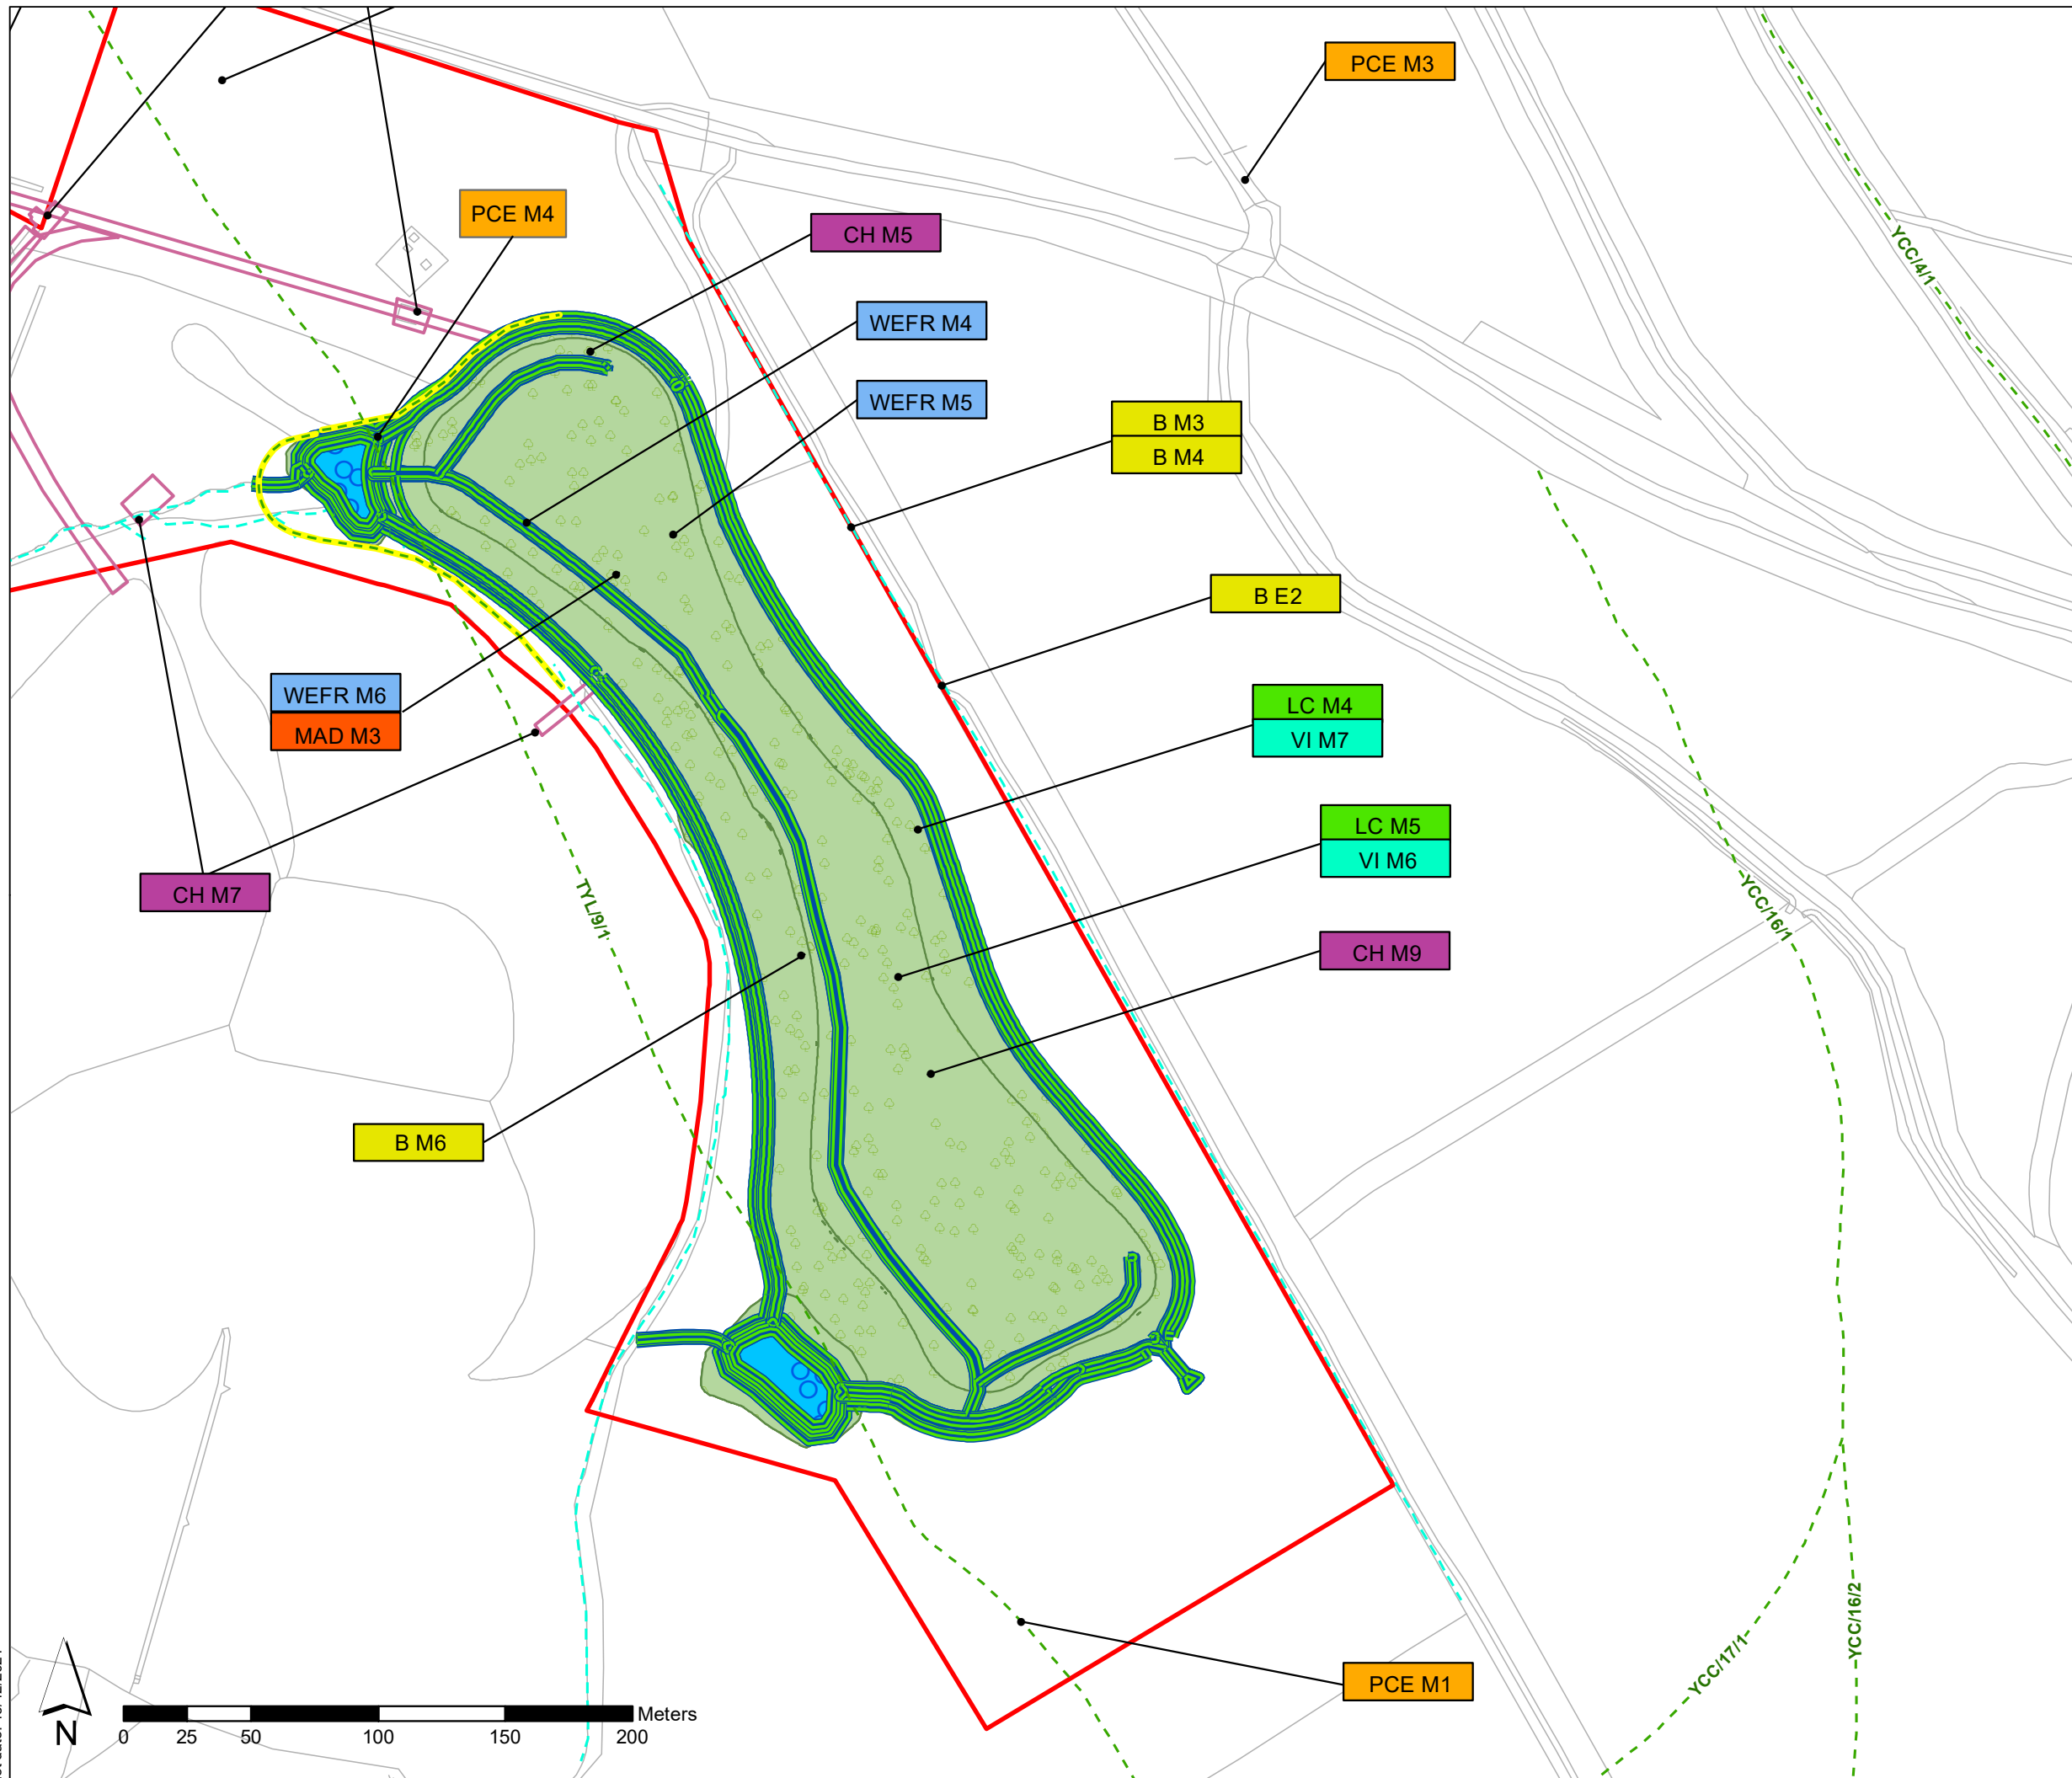 PCE M3
PCE M4
CH M5
YCC/4/1
WEFR M4
WEFR M5
B M3
B M4
B E2
WEFR M6
MAD M3
LC M4
VI M7
LC M5
VI M6
CH M7
TYL/9/1
YCC/16/1
CH M9
B M6
YCC/16/2
YCC/17/1
PCE M1
N
Meters
0 25 50 100 150 200